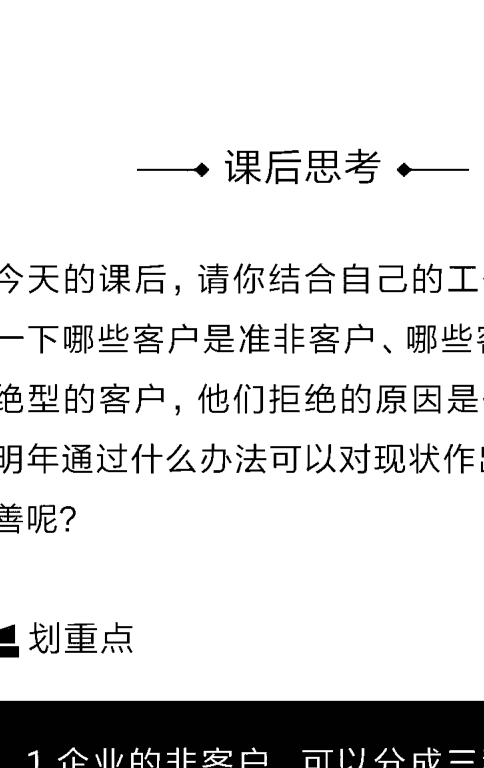 课后思考
今天的课后，请你结合自己的工
一下哪些客户是准非客户、哪些
绝型的客户，他们拒绝的原因是
明年通过什么办法可以对现状作
善呢？
划重点
1.企业的非客户，可以分成三